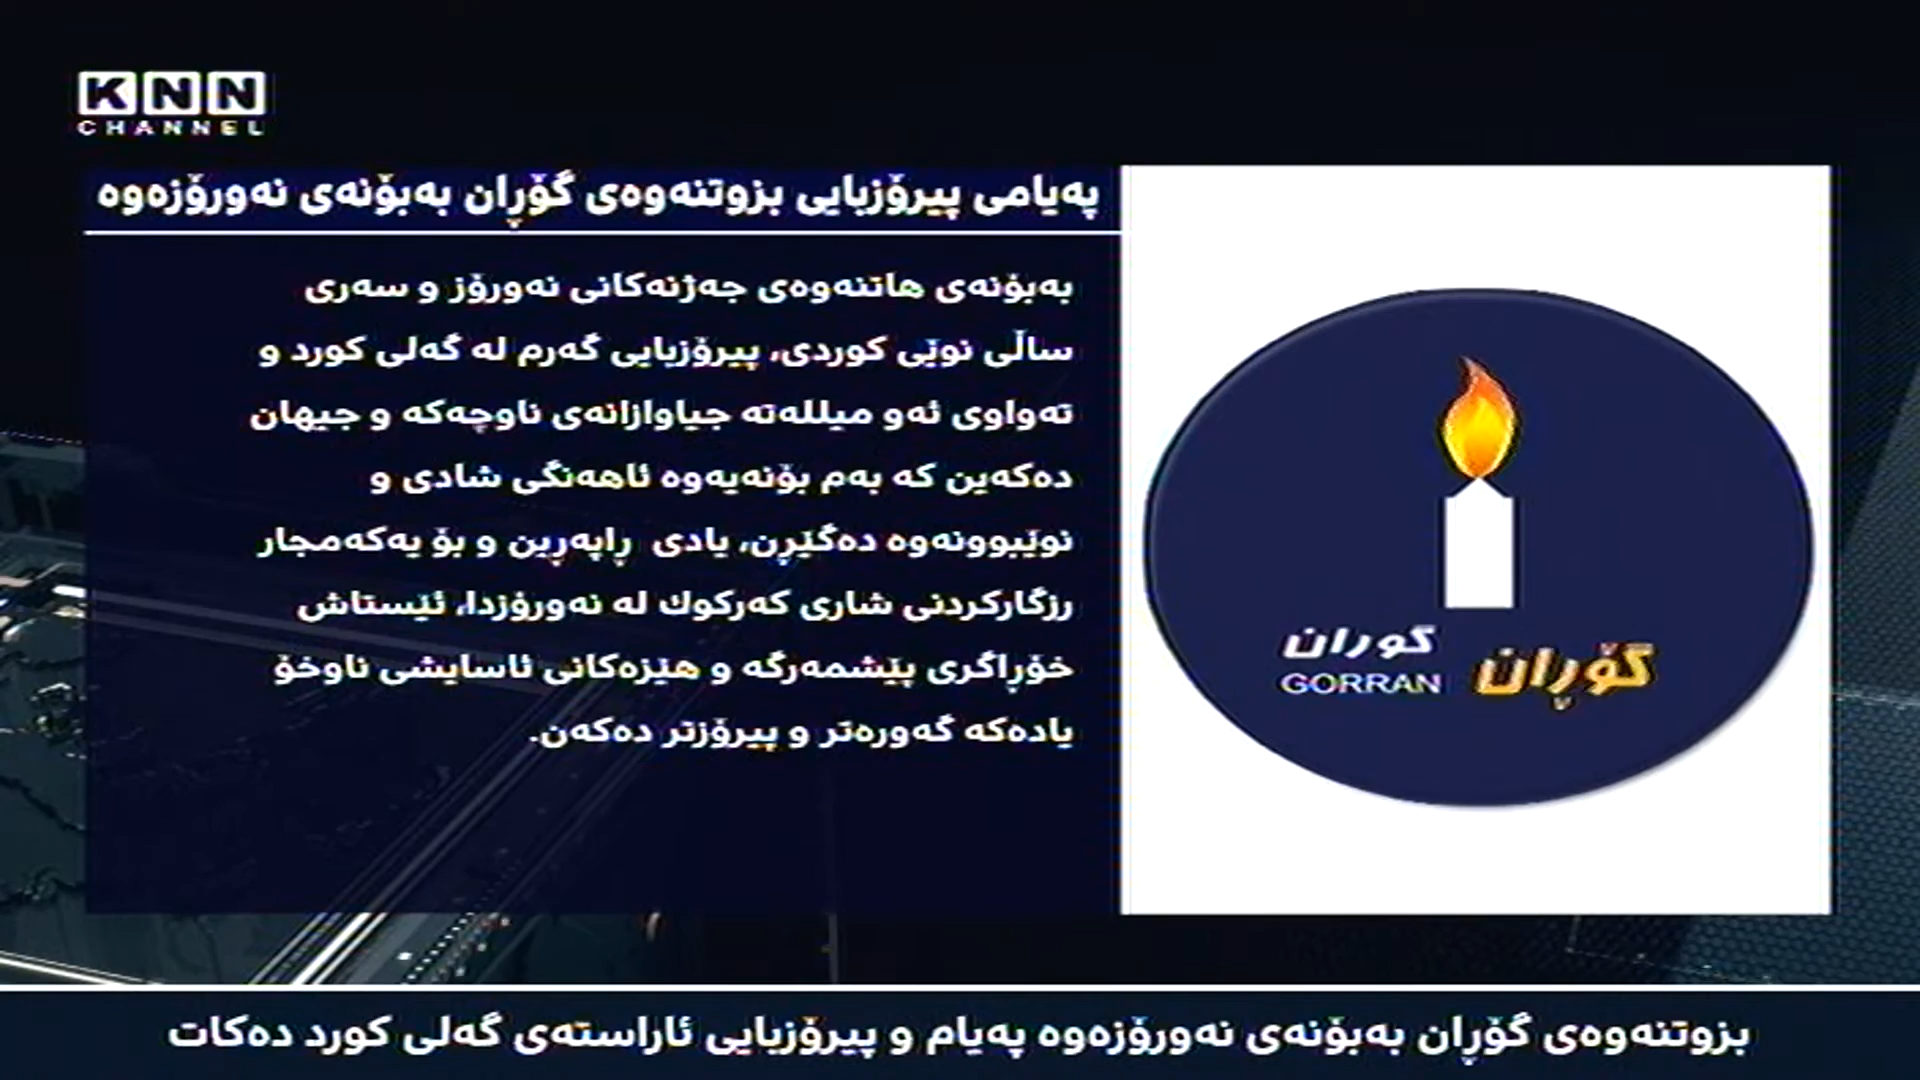 KNN
CHANNEL
پەیامی پیرۆزبایی بزوتنەوەی گۆڕان بەبۆنەی نەورۆزەوە
بەبۆنەی هاتنەوەی جەژنەکانی نەورۆز و سەری
ساڵی نوێی کوردی، پیرۆزبایی گەرم لە گەلی کورد و
تەواوی ئەو میللەتە جیاوازانەی ناوچەکە و جیهان
دەکەین کە بەم بۆنەیەوە ئاهەنگی شادی و
نوێبوونەوە دەگێڕن، یادی ڕاپەڕین و بۆ یەکەمجار
رزگارکردنی شاری کەرکوك لە نەورۆزدا، ئێستاش
خۆڕاگری پێشمەرگە و هێزەکانی ئاسایشی ناوخۆ
یادەکە گەورەتر و پیرۆزتر دەکەن.
گۆڕان
كوران
GORRAN
بزوتنەوەی گۆڕان بەبۆنەی نەورۆزەوە پەیام و پیرۆزبایی ئاراستەی گەلی کورد دەکات